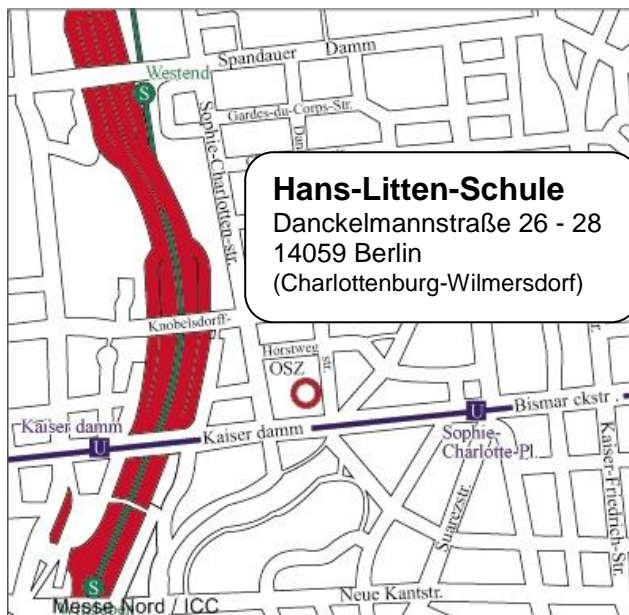 Spandauer Damm
Westend
S
Gardes-du-Corps-Str.
Sophie-Charlotten-str.
Hans-Litten-Schule
Danckelmannstraße 26 - 28
14059 Berlin
(Charlottenburg-Wilmersdorf)
Knobelsdorff-
Horstweg
str.
OSZ
Kaiser damm
U
Kaiser damm
U
Bismar ckstr .
Sophie-
Charlotte-Pl.
Kaiser-Friedrich-Str.
Suarezstr.
S
Neue Kantstr.
Messe Nord / ICC